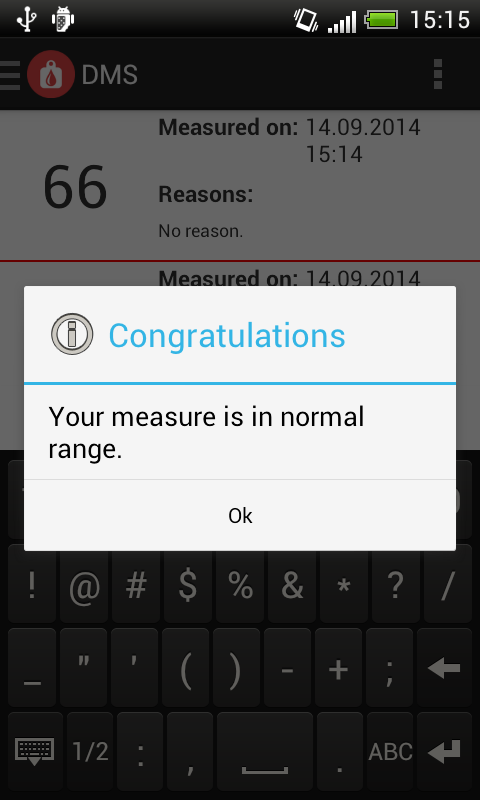 15:15
DMS
Measured on: 14.09.2014
15:14
66
Reasons:
No reason.
Measured on: 14.09.2014
Congratulations
Your measure is in normal
range.
Ok
! @ # $ % & * ? /
_ " ' ( ) - + ;
1/2 : , . ABC